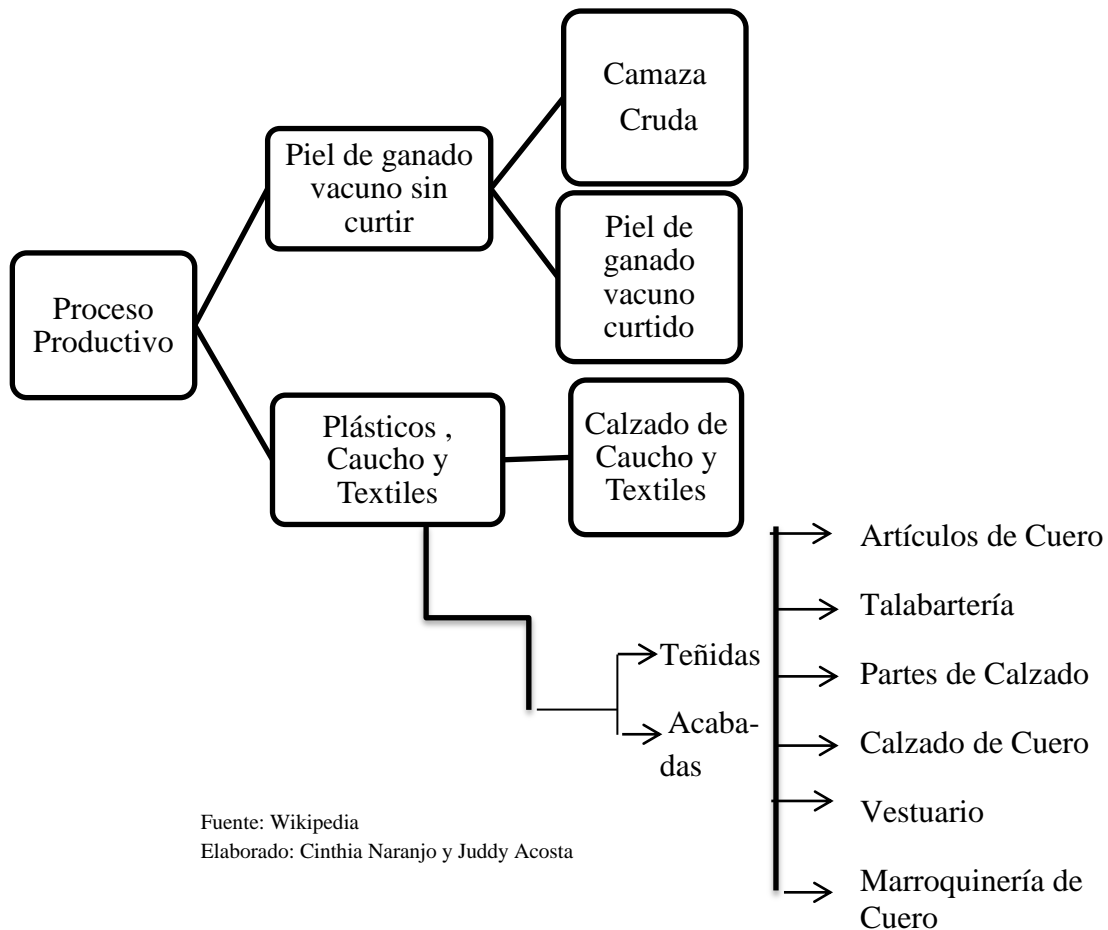 Proceso
Productivo
Piel de ganado
vacuno sin
curtir
Camaza
Cruda
Piel de
ganado
vacuno
curtido
Plásticos ,
Caucho y
Textiles
Calzado de
Caucho y
Textiles
Teñidas
Acaba-
das
Artículos de Cuero
Talabartería
Partes de Calzado
Calzado de Cuero
Vestuario
Marroquinería de
Cuero
Fuente: Wikipedia
Elaborado: Cinthia Naranjo y Juddy Acosta